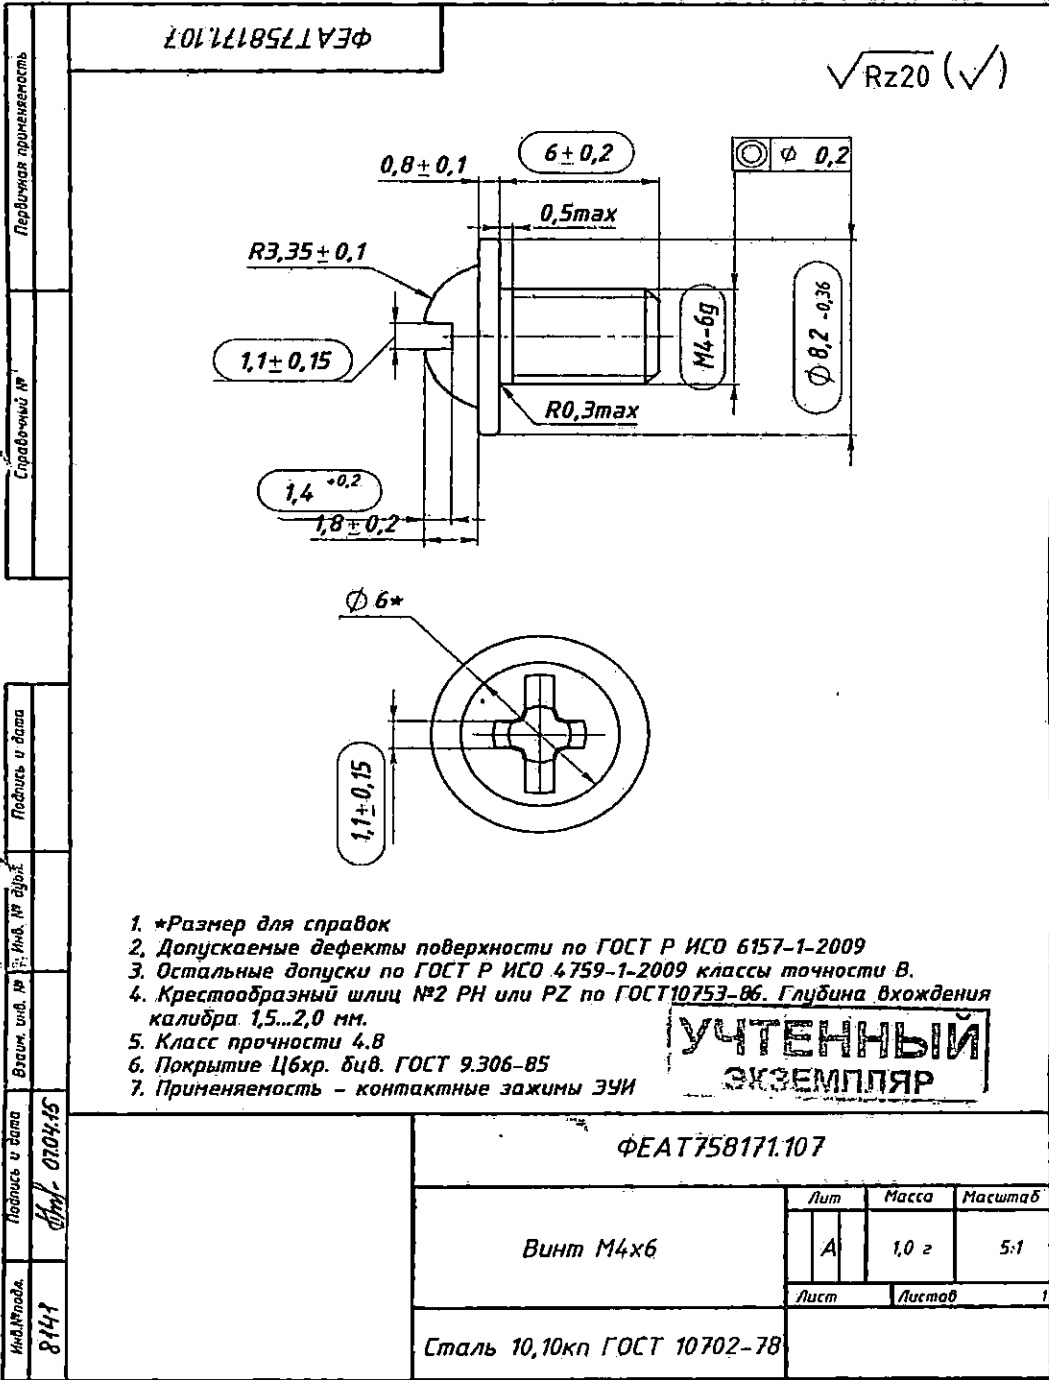 ФЕАТ758171.107
Rz20 (√)
Первичная применяемость
Справочный №
Подпись и дата
Инв. № дубл.
Взаим. инв. №
Подпись и дата
07.04.15
Инв.№подл.
8141
0,8±0,1
6±0,2
◎ ϕ 0,2
0,5max
R3,35±0,1
1,1±0,15
M4-6g
ϕ8,2 -0,36
R0,3max
1,4 +0,2
1,8±0,2
ϕ 6*
1,1±0,15
1. *Размер для справок
2. Допускаемые дефекты поверхности по ГОСТ Р ИСО 6157-1-2009
3. Остальные допуски по ГОСТ Р ИСО 4759-1-2009 классы точности В.
4. Крестообразный шлиц №2 PH или PZ по ГОСТ10753-86. Глубина вхождения
калибра 1,5...2,0 мм.
5. Класс прочности 4.8
6. Покрытие Ц6хр. бцв. ГОСТ 9.306-85
7. Применяемость - контактные зажимы ЭУИ
УЧТЕННЫЙ
ЭКЗЕМПЛЯР
ФЕАТ758171.107
Винт М4х6
Лит Масса Масштаб
А 1,0 г 5:1
Лист Листов 1
Сталь 10,10кп ГОСТ 10702-78